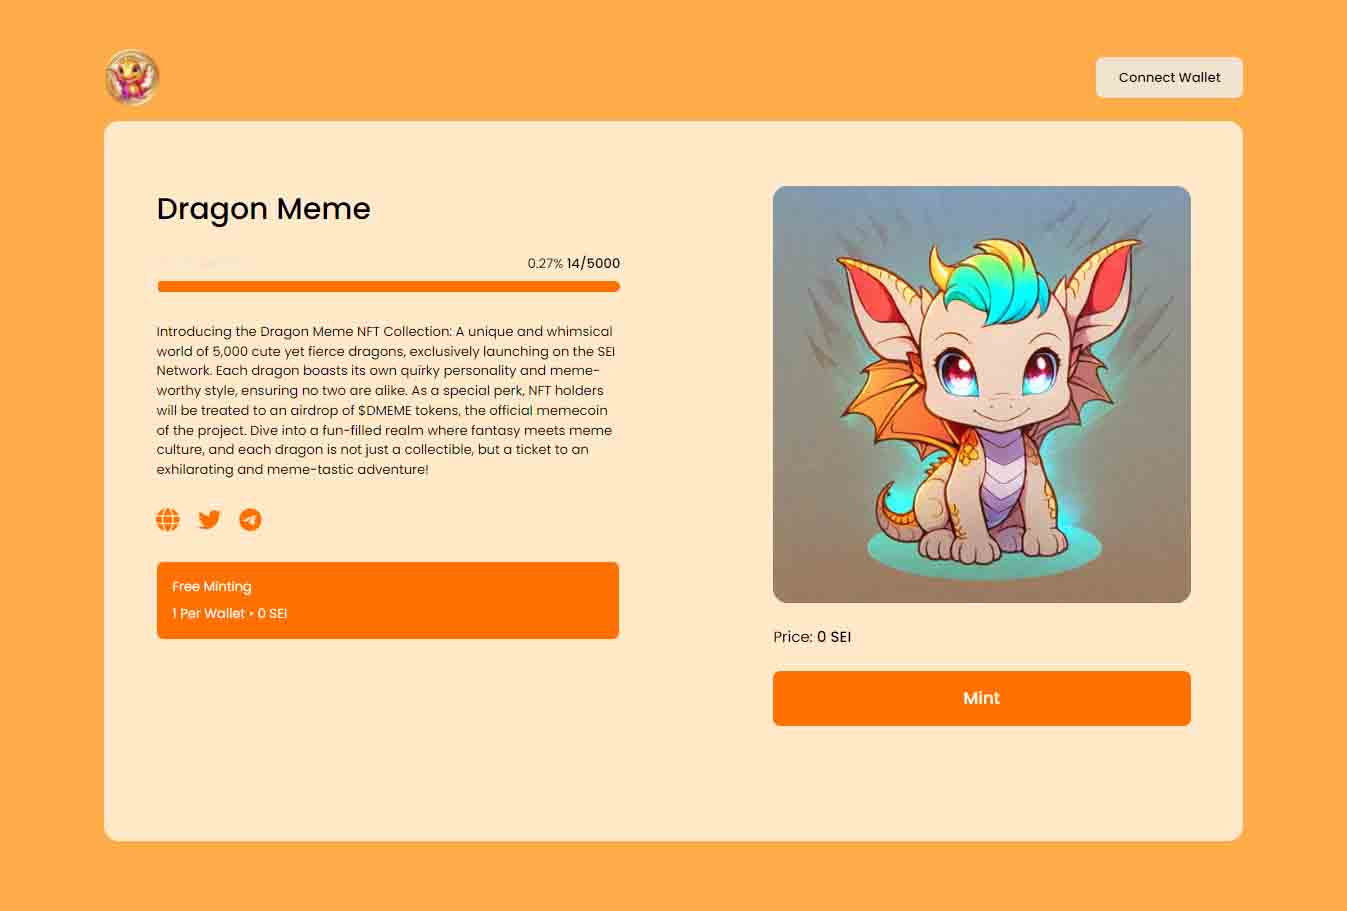 Connect Wallet
Dragon Meme
0.27% 14/5000
Introducing the Dragon Meme NFT Collection: A unique and whimsical
world of 5,000 cute yet fierce dragons, exclusively launching on the SEI
Network. Each dragon boasts its own quirky personality and meme-
worthy style, ensuring no two are alike. As a special perk, NFT holders
will be treated to an airdrop of $DMEME tokens, the official memecoin
of the project. Dive into a fun-filled realm where fantasy meets meme
culture, and each dragon is not just a collectible, but a ticket to an
exhilarating and meme-tastic adventure!
Free Minting
1 Per Wallet • 0 SEI
Price: 0 SEI
Mint